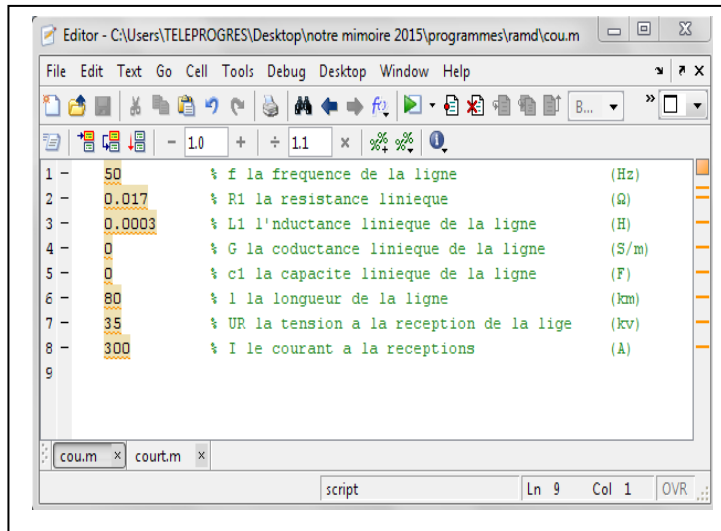 Editor - C:\Users\TELEPROGRES\Desktop\notre mimoire 2015\programmes\ramd\cou.m
File Edit Text Go Cell Tools Debug Desktop Window Help
B...
- 1.0 + ÷ 1.1 ×
1 - 50 % f la frequence de la ligne (Hz)
2 - 0.017 % R1 la resistance linieque (Ω)
3 - 0.0003 % L1 l'nductance linieque de la ligne (H)
4 - 0 % G la coductance linieque de la ligne (S/m)
5 - 0 % c1 la capacite linieque de la ligne (F)
6 - 80 % l la longueur de la ligne (km)
7 - 35 % UR la tension a la reception de la lige (kv)
8 - 300 % I le courant a la receptions (A)
9
cou.m × court.m ×
script Ln 9 Col 1 OVR